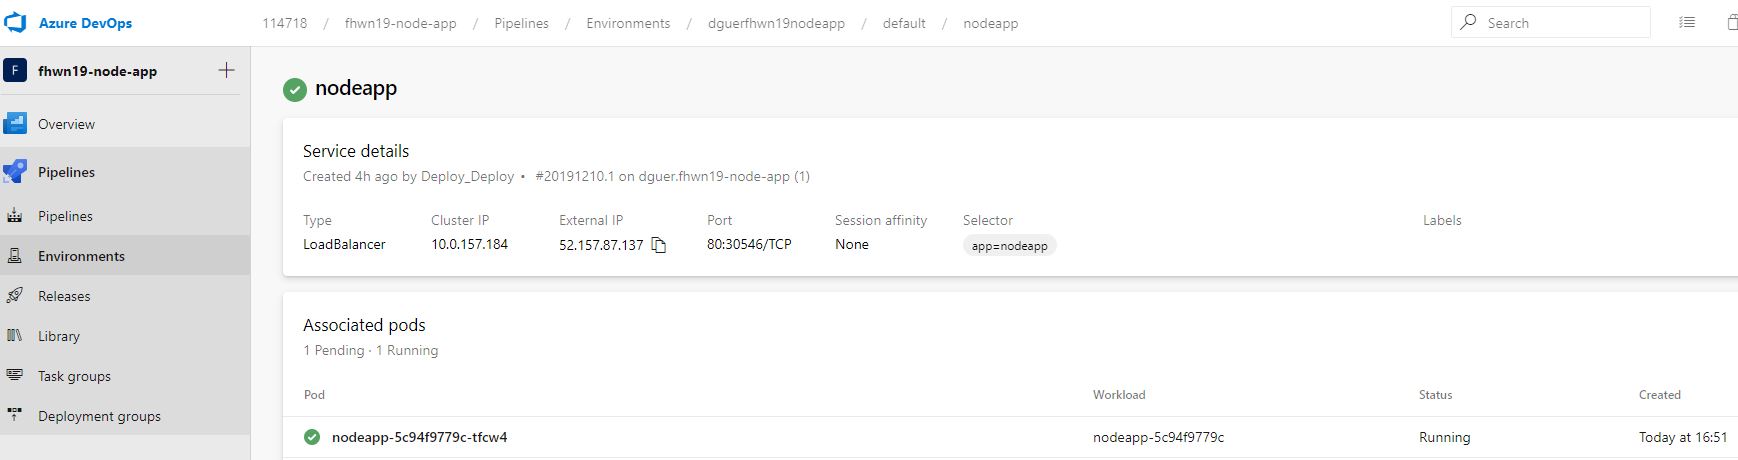 Azure DevOps
114718 / fhwn19-node-app / Pipelines / Environments / dguerfhwn19nodeapp / default / nodeapp
Search
F fhwn19-node-app
Overview
Pipelines
Pipelines
Environments
Releases
Library
Task groups
Deployment groups
nodeapp
Service details
Created 4h ago by Deploy_Deploy • #20191210.1 on dguer.fhwn19-node-app (1)
Type Cluster IP External IP Port Session affinity Selector Labels
LoadBalancer 10.0.157.184 52.157.87.137 80:30546/TCP None app=nodeapp
Associated pods
1 Pending · 1 Running
Pod Workload Status Created
nodeapp-5c94f9779c-tfcw4 nodeapp-5c94f9779c Running Today at 16:51